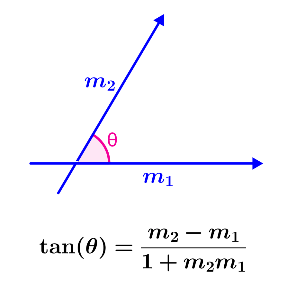 m₂
θ
m₁
tan(θ) = (m₂ − m₁) / (1 + m₂m₁)